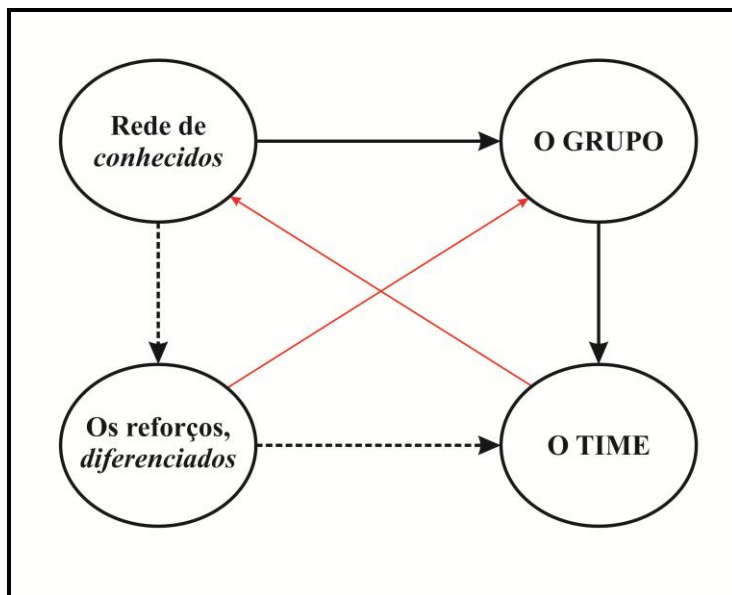 Rede de
conhecidos
O GRUPO
Os reforços,
diferenciados
O TIME